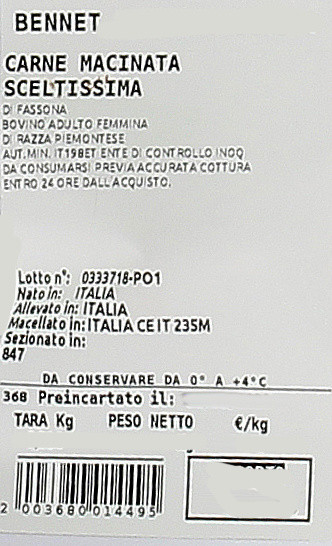 BENNET
CARNE MACINATA
SCELTISSIMA
DI FASSONA
BOVINO ADULTO FEMMINA
DI RAZZA PIEMONTESE
AUT.MIN. IT198ET ENTE DI CONTROLLO INOQ
DA CONSUMARSI PREVIA ACCURATA COTTURA
ENTRO 24 ORE DALL'ACQUISTO.
Lotto n°: 0333718-PO1
Nato in: ITALIA
Allevato in: ITALIA
Macellato in: ITALIA CE IT 235M
Sezionato in:
847
DA CONSERVARE DA 0° A +4°C
368 Preincartato il:
TARA Kg PESO NETTO €/kg
2 003680 014495